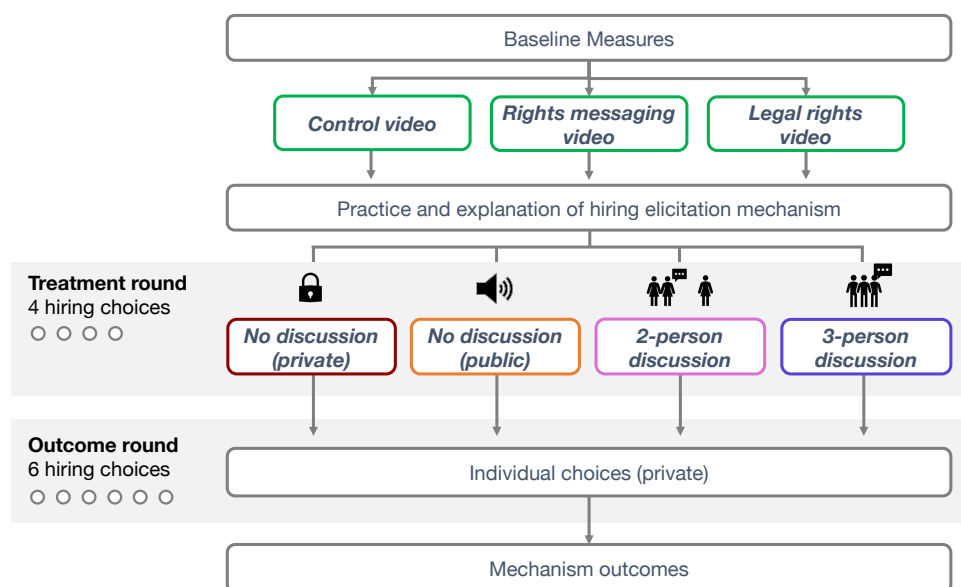 Baseline Measures
Control video
Rights messaging
video
Legal rights
video
Practice and explanation of hiring elicitation mechanism
Treatment round
4 hiring choices
No discussion
(private)
No discussion
(public)
2-person
discussion
3-person
discussion
Outcome round
6 hiring choices
Individual choices (private)
Mechanism outcomes